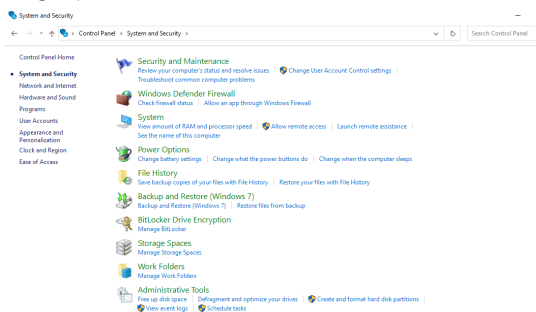 System and Security
Control Panel > System and Security >
Search Control Panel
Control Panel Home
System and Security
Network and Internet
Hardware and Sound
Programs
User Accounts
Appearance and
Personalization
Clock and Region
Ease of Access
Security and Maintenance
Review your computer's status and resolve issues | Change User Account Control settings |
Troubleshoot common computer problems
Windows Defender Firewall
Check firewall status | Allow an app through Windows Firewall
System
View amount of RAM and processor speed | Allow remote access | Launch remote assistance |
See the name of this computer
Power Options
Change battery settings | Change what the power buttons do | Change when the computer sleeps
File History
Save backup copies of your files with File History | Restore your files with File History
Backup and Restore (Windows 7)
Backup and Restore (Windows 7) | Restore files from backup
BitLocker Drive Encryption
Manage BitLocker
Storage Spaces
Manage Storage Spaces
Work Folders
Manage Work Folders
Administrative Tools
Free up disk space | Defragment and optimize your drives | Create and format hard disk partitions |
View event logs | Schedule tasks